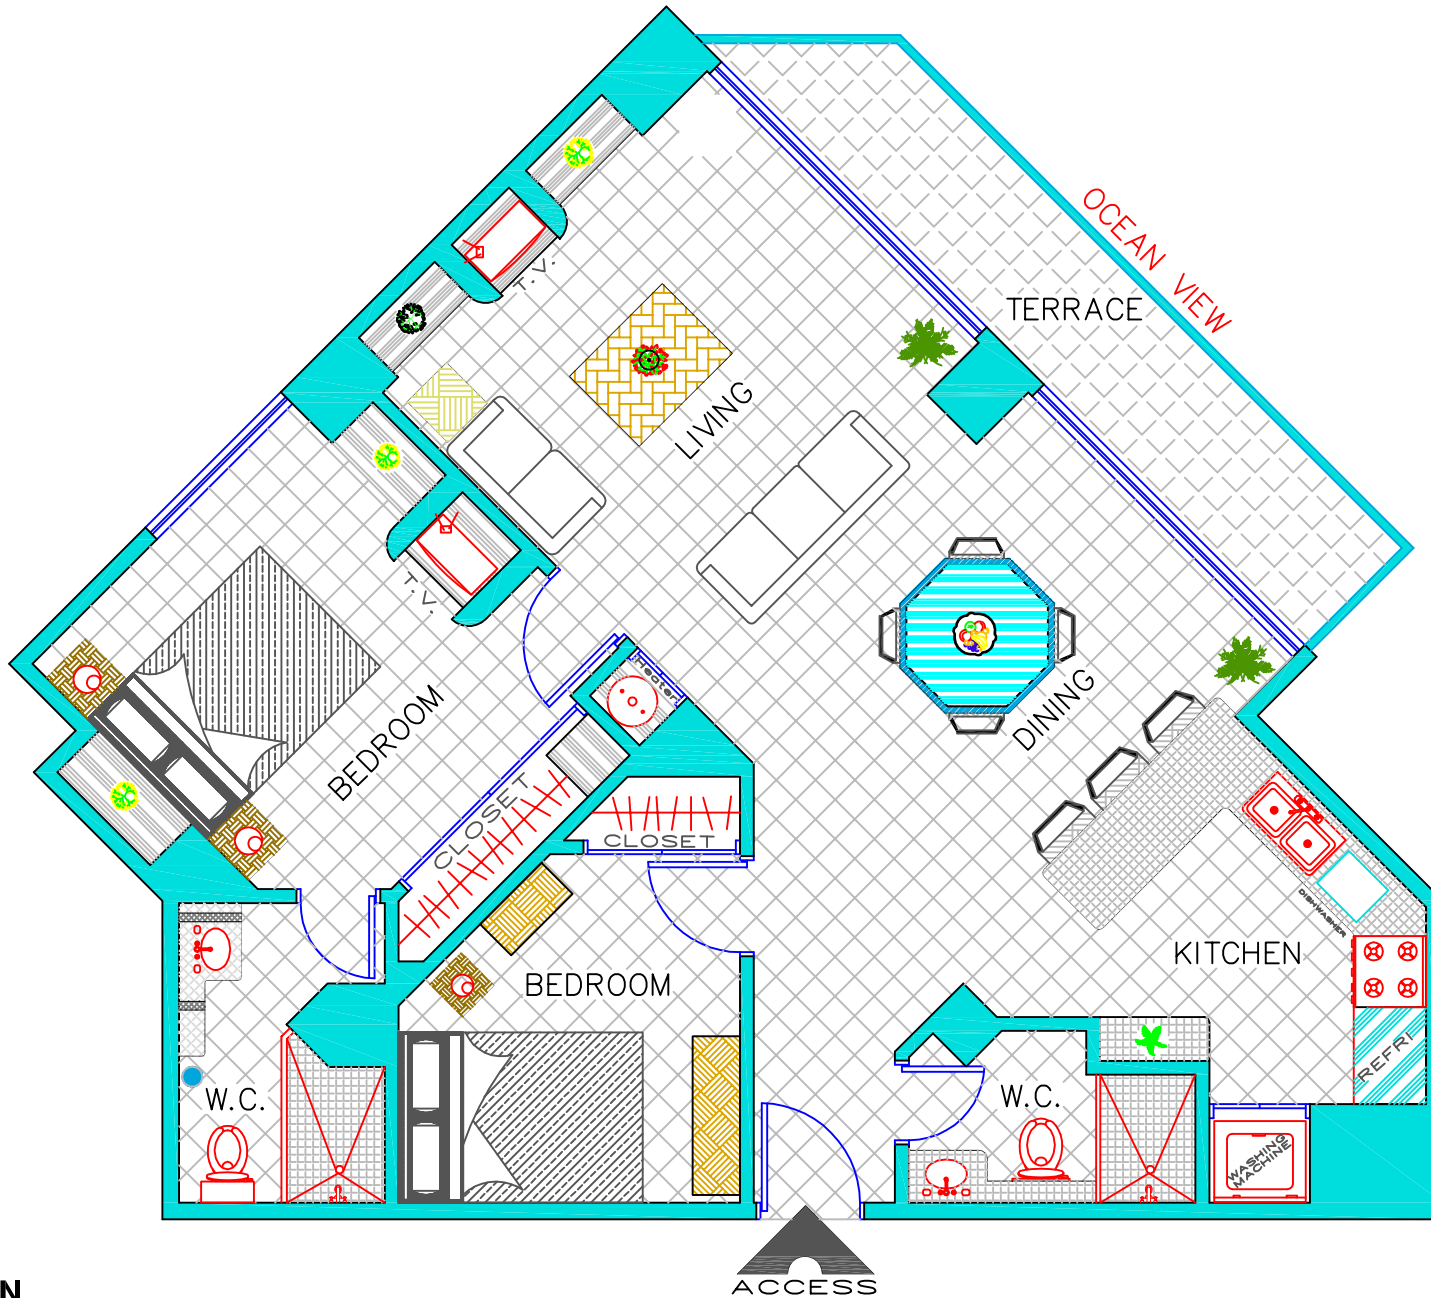 OCEAN VIEW
TERRACE
T.V.
LIVING
T.V.
Heater
DINING
BEDROOM
CLOSET
CLOSET
DISHWASHER
KITCHEN
BEDROOM
REFRI
W.C.
W.C.
WASHING
MACHINE
ACCESS
N